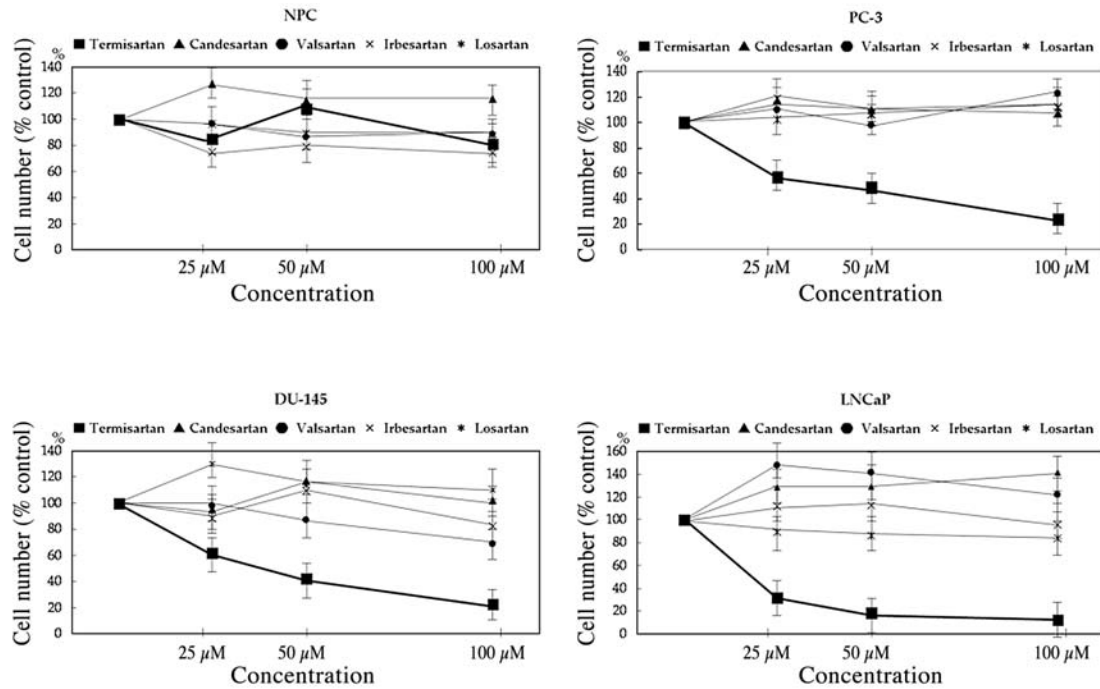 NPC
%
Termisartan Candesartan Valsartan Irbesartan Losartan
Cell number (% control)
140
120
100
80
60
40
20
0
25 µM 50 µM 100 µM
Concentration
PC-3
%
Termisartan Candesartan Valsartan Irbesartan Losartan
Cell number (% control)
140
120
100
80
60
40
20
0
25 µM 50 µM 100 µM
Concentration
DU-145
Termisartan Candesartan Valsartan Irbesartan Losartan
%
Cell number (% control)
140
120
100
80
60
40
20
0
25 µM 50 µM 100 µM
Concentration
LNCaP
Termisartan Candesartan Valsartan Irbesartan Losartan
%
Cell number (% control)
160
140
120
100
80
60
40
20
0
25 µM 50 µM 100 µM
Concentration